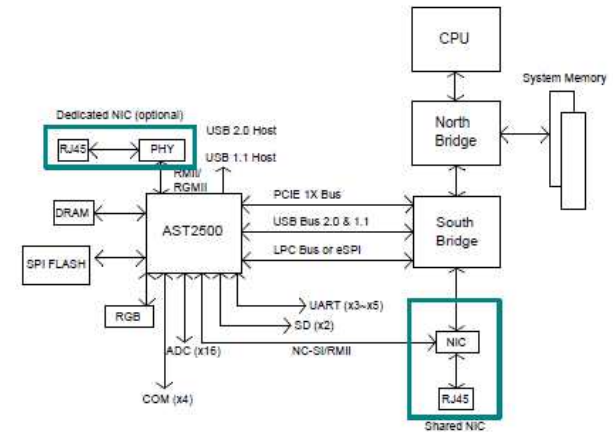 CPU
System Memory
North
Bridge
Dedicated NIC (optional)
RJ45
PHY
USB 2.0 Host
USB 1.1 Host
RMII/
RGMII
PCIE 1X Bus
DRAM
AST2500
USB Bus 2.0 & 1.1
South
Bridge
LPC Bus or eSPI
SPI FLASH
RGB
UART (x3~x5)
SD (x2)
ADC (x16)
NC-SI/RMII
NIC
COM (x4)
RJ45
Shared NIC